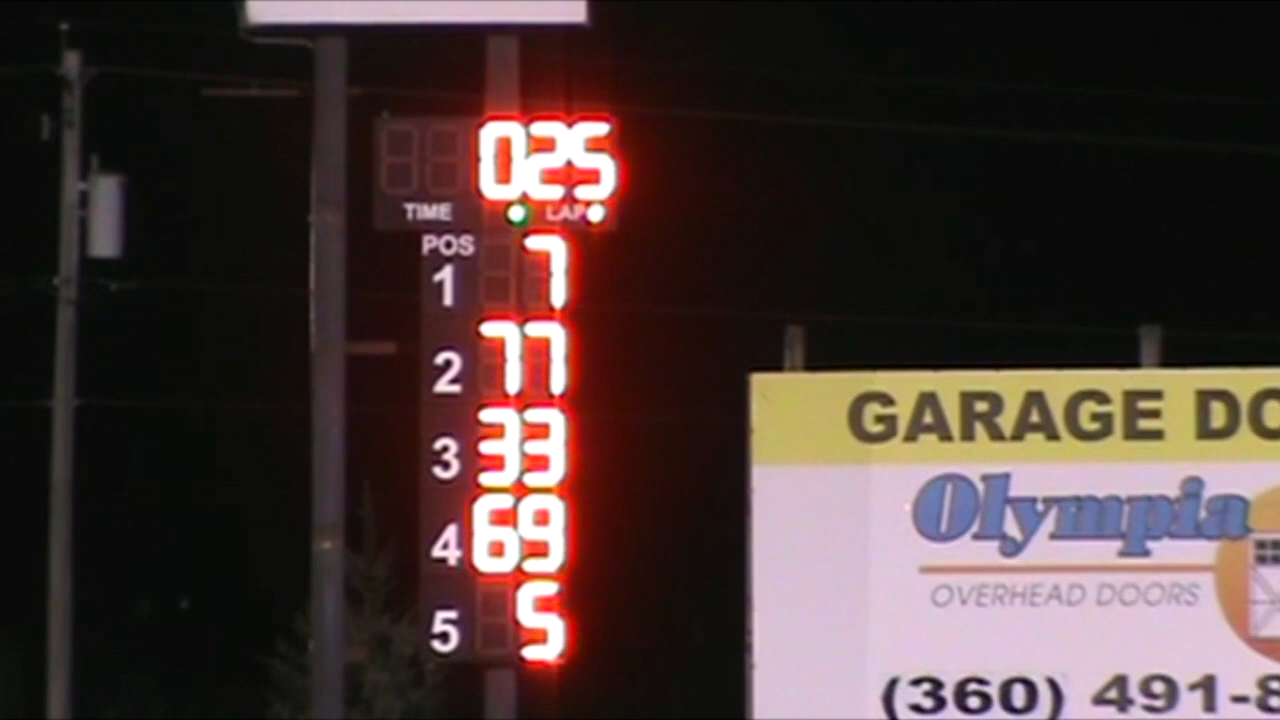 025
TIME LAP
POS
1 7
2 77
3 33
4 69
5 5
GARAGE DO
Olympia
OVERHEAD DOORS
(360) 491-8